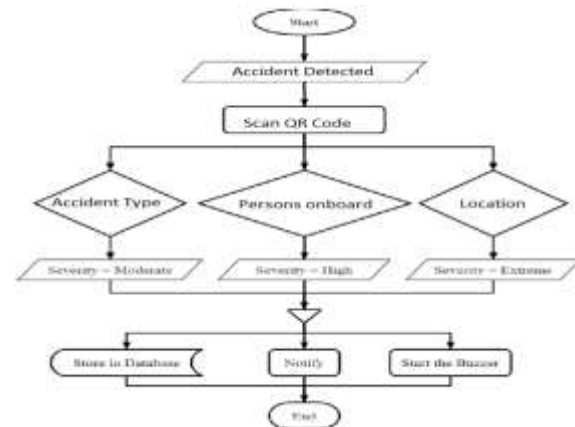 Start
Accident Detected
Scan QR Code
Accident Type
Persons onboard
Location
Severity = Moderate
Severity = High
Severity = Extreme
Store in Database
Notify
Start the Buzzer
End